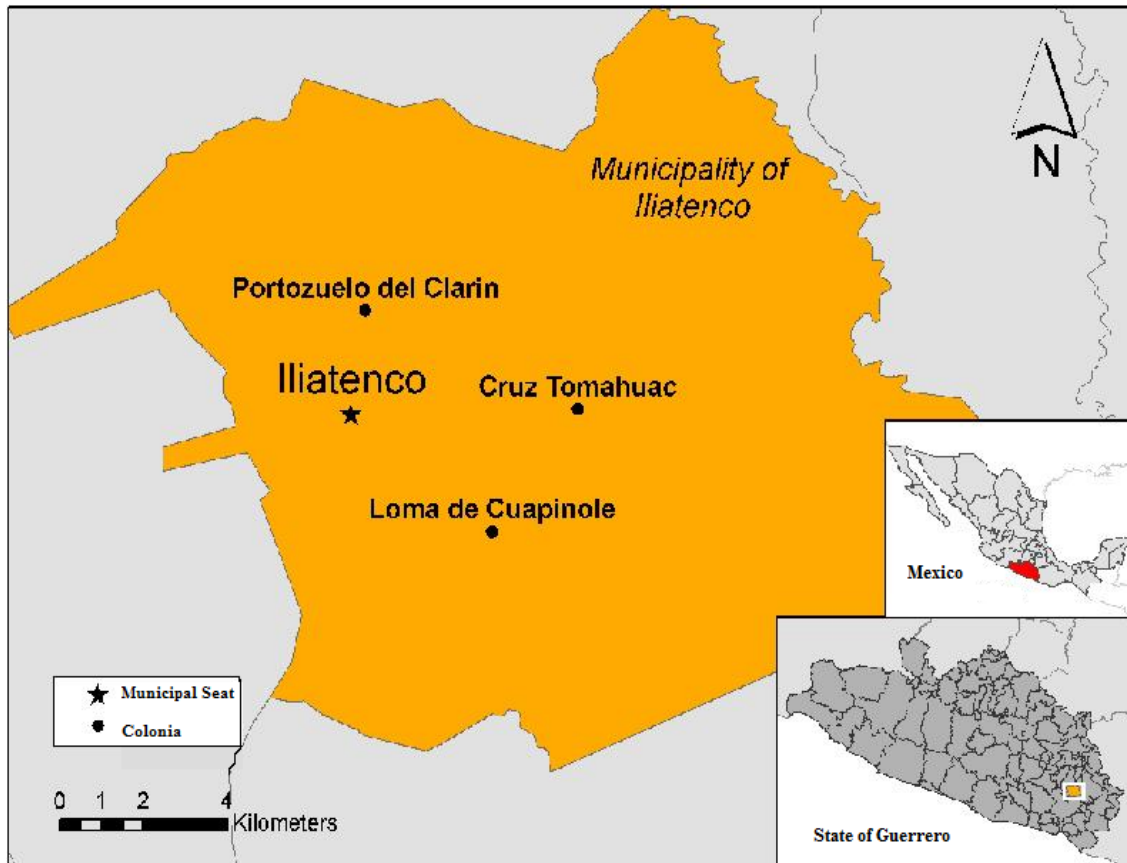 Municipality of
Iliatenco
N
Portozuelo del Clarin
Iliatenco
Cruz Tomahuac
Loma de Cuapinole
Mexico
Municipal Seat
Colonia
0 1 2 4
Kilometers
State of Guerrero